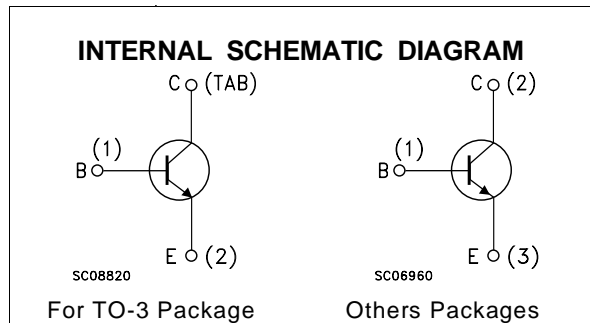 INTERNAL SCHEMATIC DIAGRAM
C (TAB)
C (2)
(1)
(1)
B
B
E (2)
E (3)
SC08820
SC06960
For TO-3 Package
Others Packages